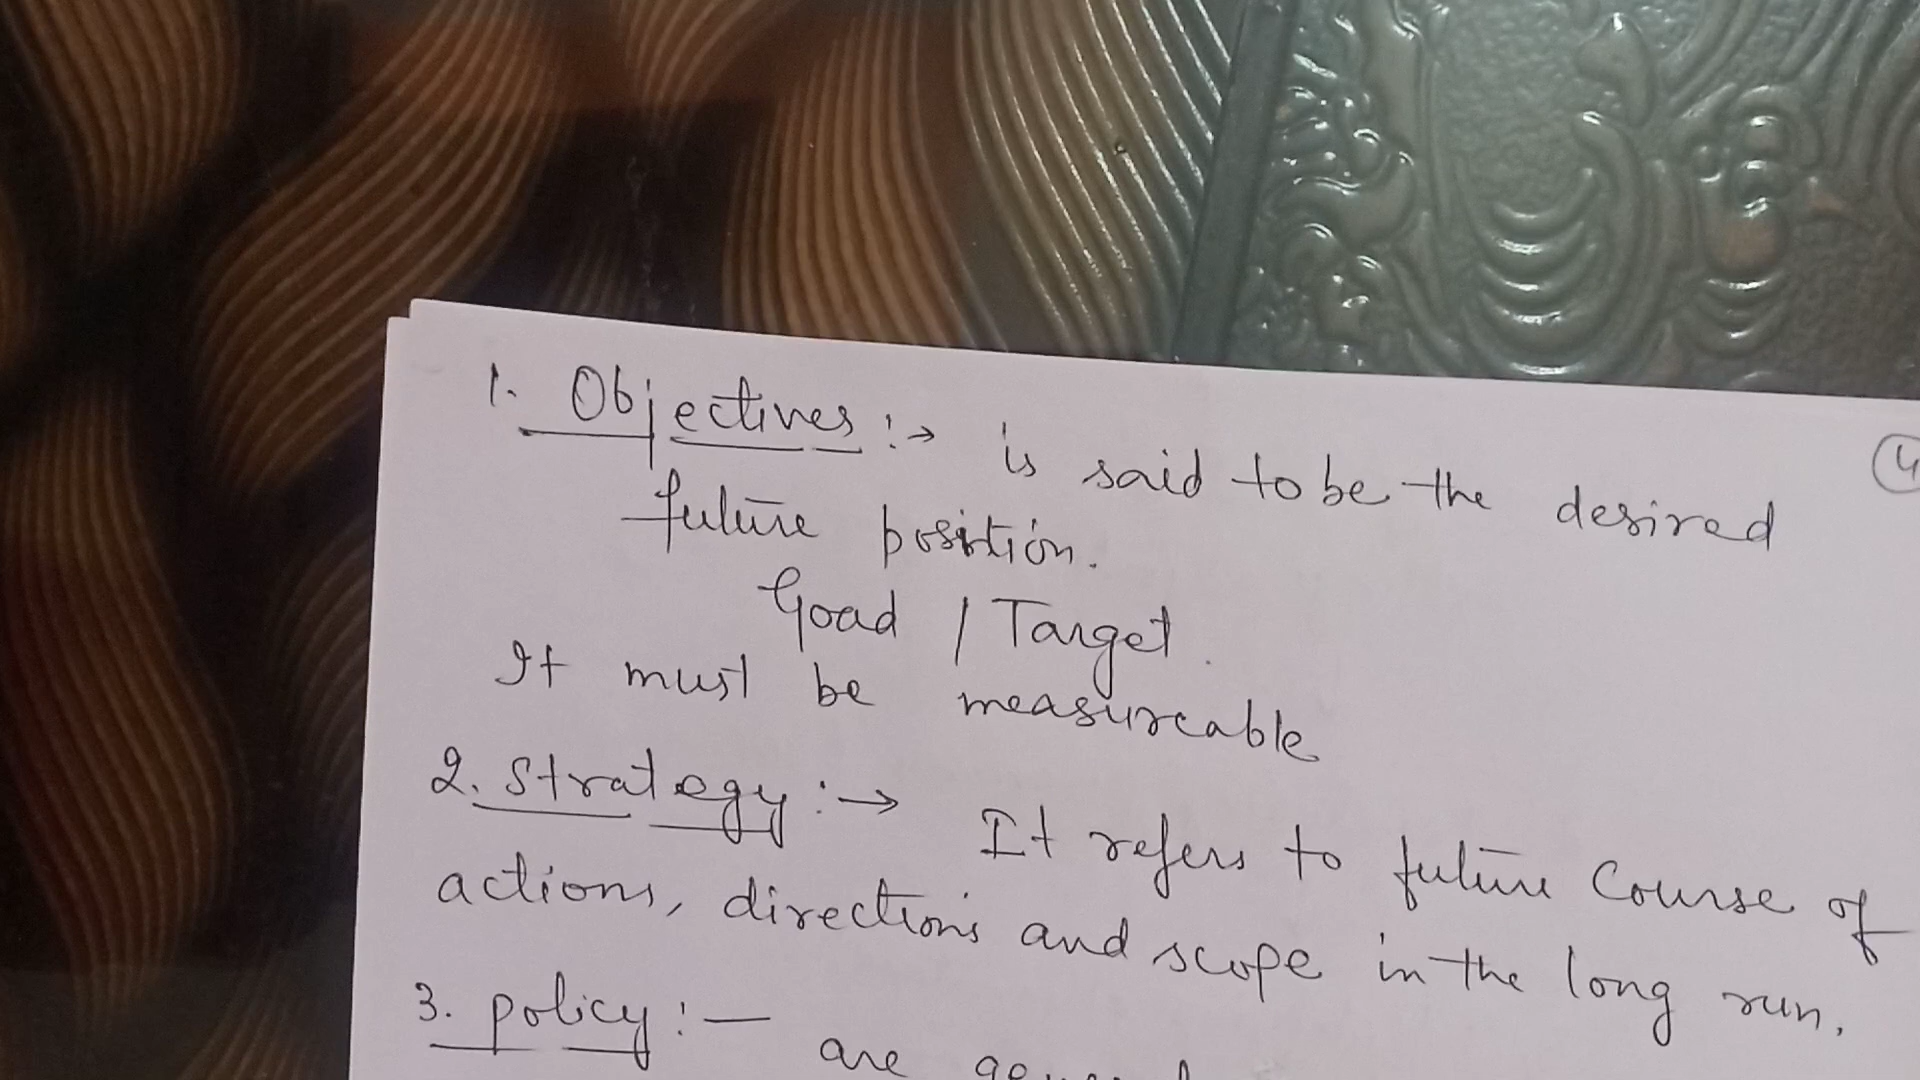 1. Objectives :→ is said to be the desired
future position.
Goad / Target.
It must be measureable
2. Strategy :→ It refers to future Course of
actions, directions and scope in the long run.
3. policy :—  are